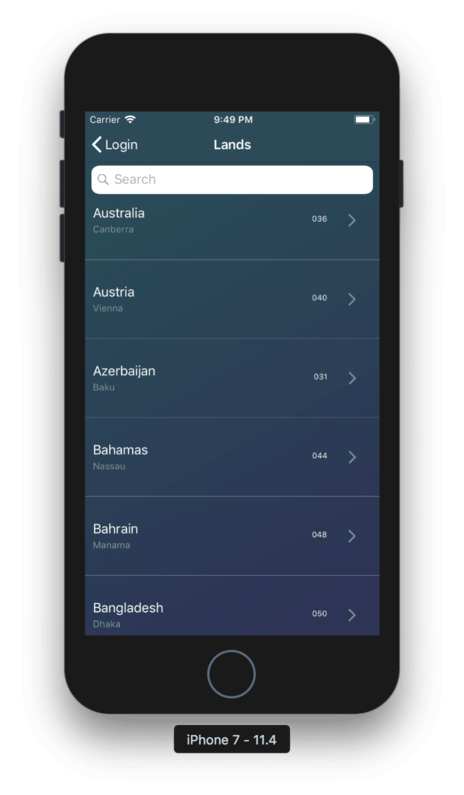 Carrier 9:49 PM
Login Lands
Search
Australia 036
Canberra
Austria 040
Vienna
Azerbaijan 031
Baku
Bahamas 044
Nassau
Bahrain 048
Manama
Bangladesh 050
Dhaka
iPhone 7 - 11.4